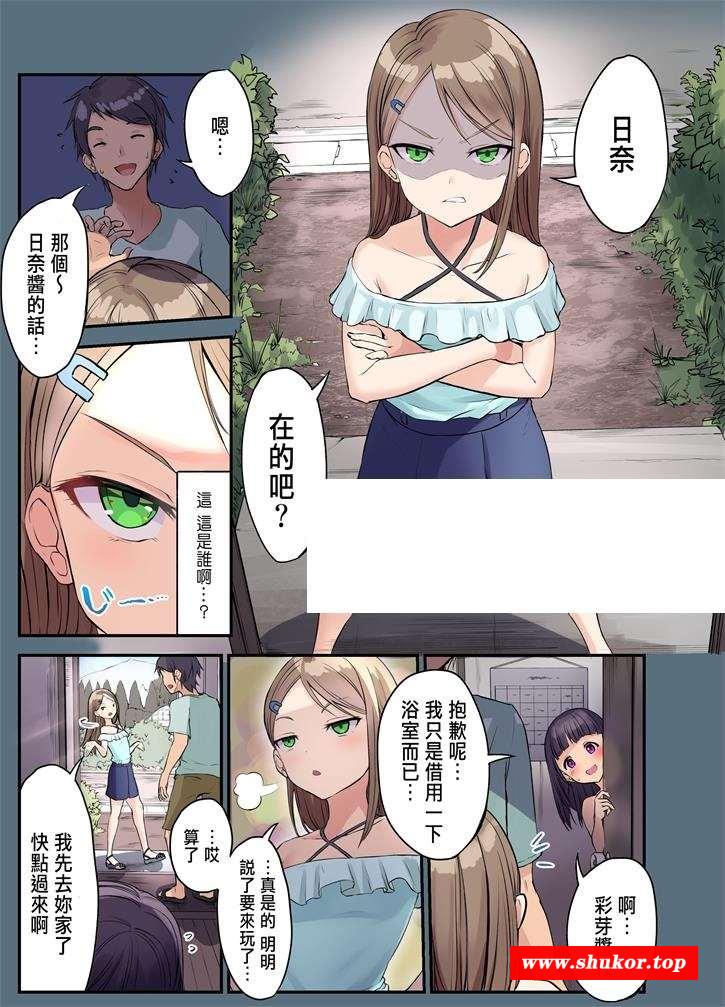 日奈
在的吧？
嗯…
那個～
日奈醬的話…
這 這是誰啊…？
じー…
啊…
彩芽醬
抱歉呢…
我只是借用一下
浴室而已…
…真是的 明明
說了要來玩了…
…哎
算了
我先去妳家了
快點過來啊
www.shukor.top